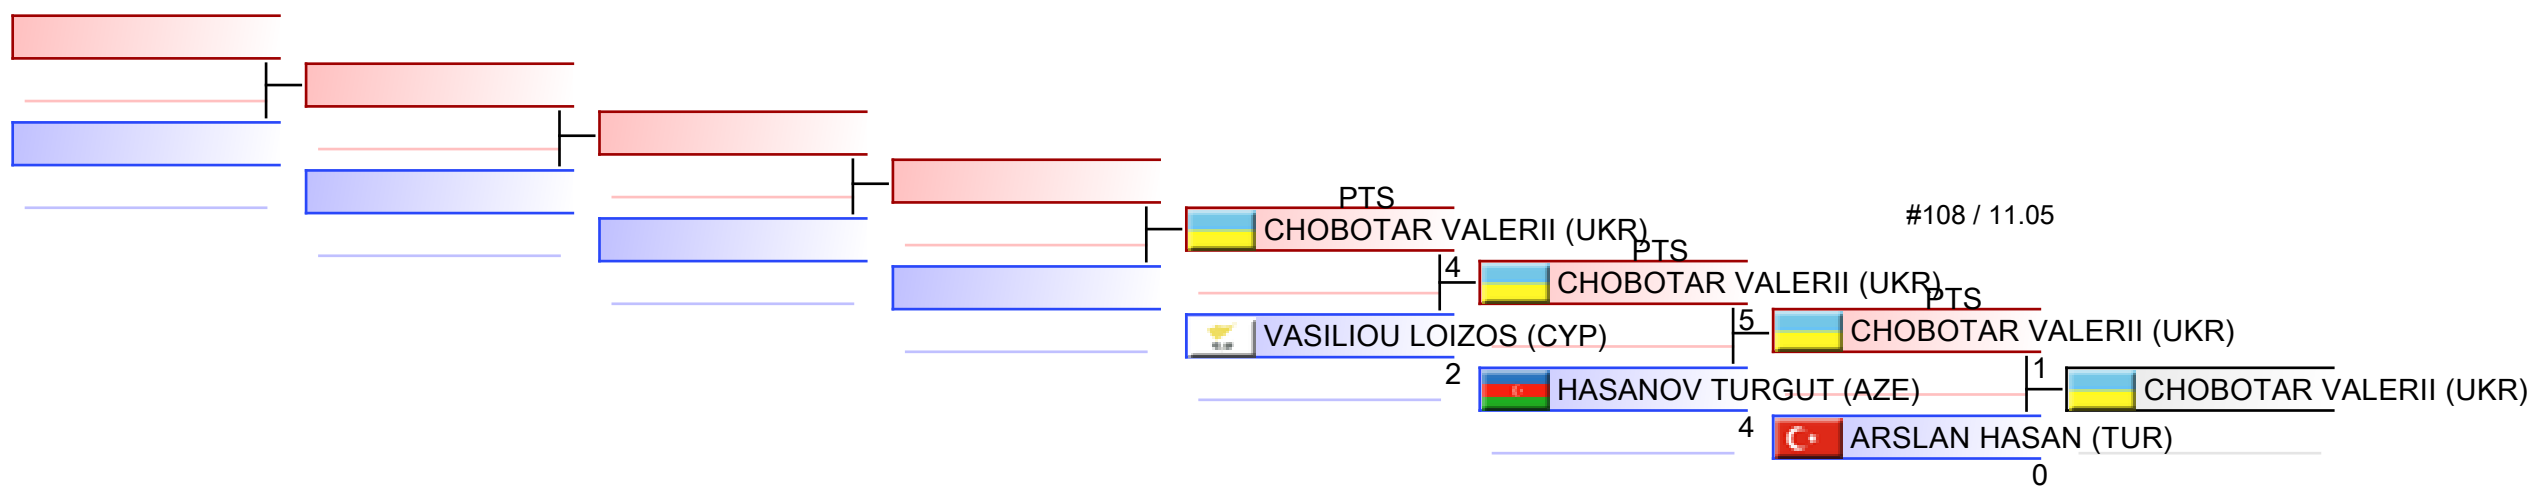 PTS
CHOBOTAR VALERII (UKR)
4
VASILIOU LOIZOS (CYP)
2
PTS
CHOBOTAR VALERII (UKR)
5
HASANOV TURGUT (AZE)
4
#108 / 11.05
PTS
CHOBOTAR VALERII (UKR)
1
ARSLAN HASAN (TUR)
0
CHOBOTAR VALERII (UKR)